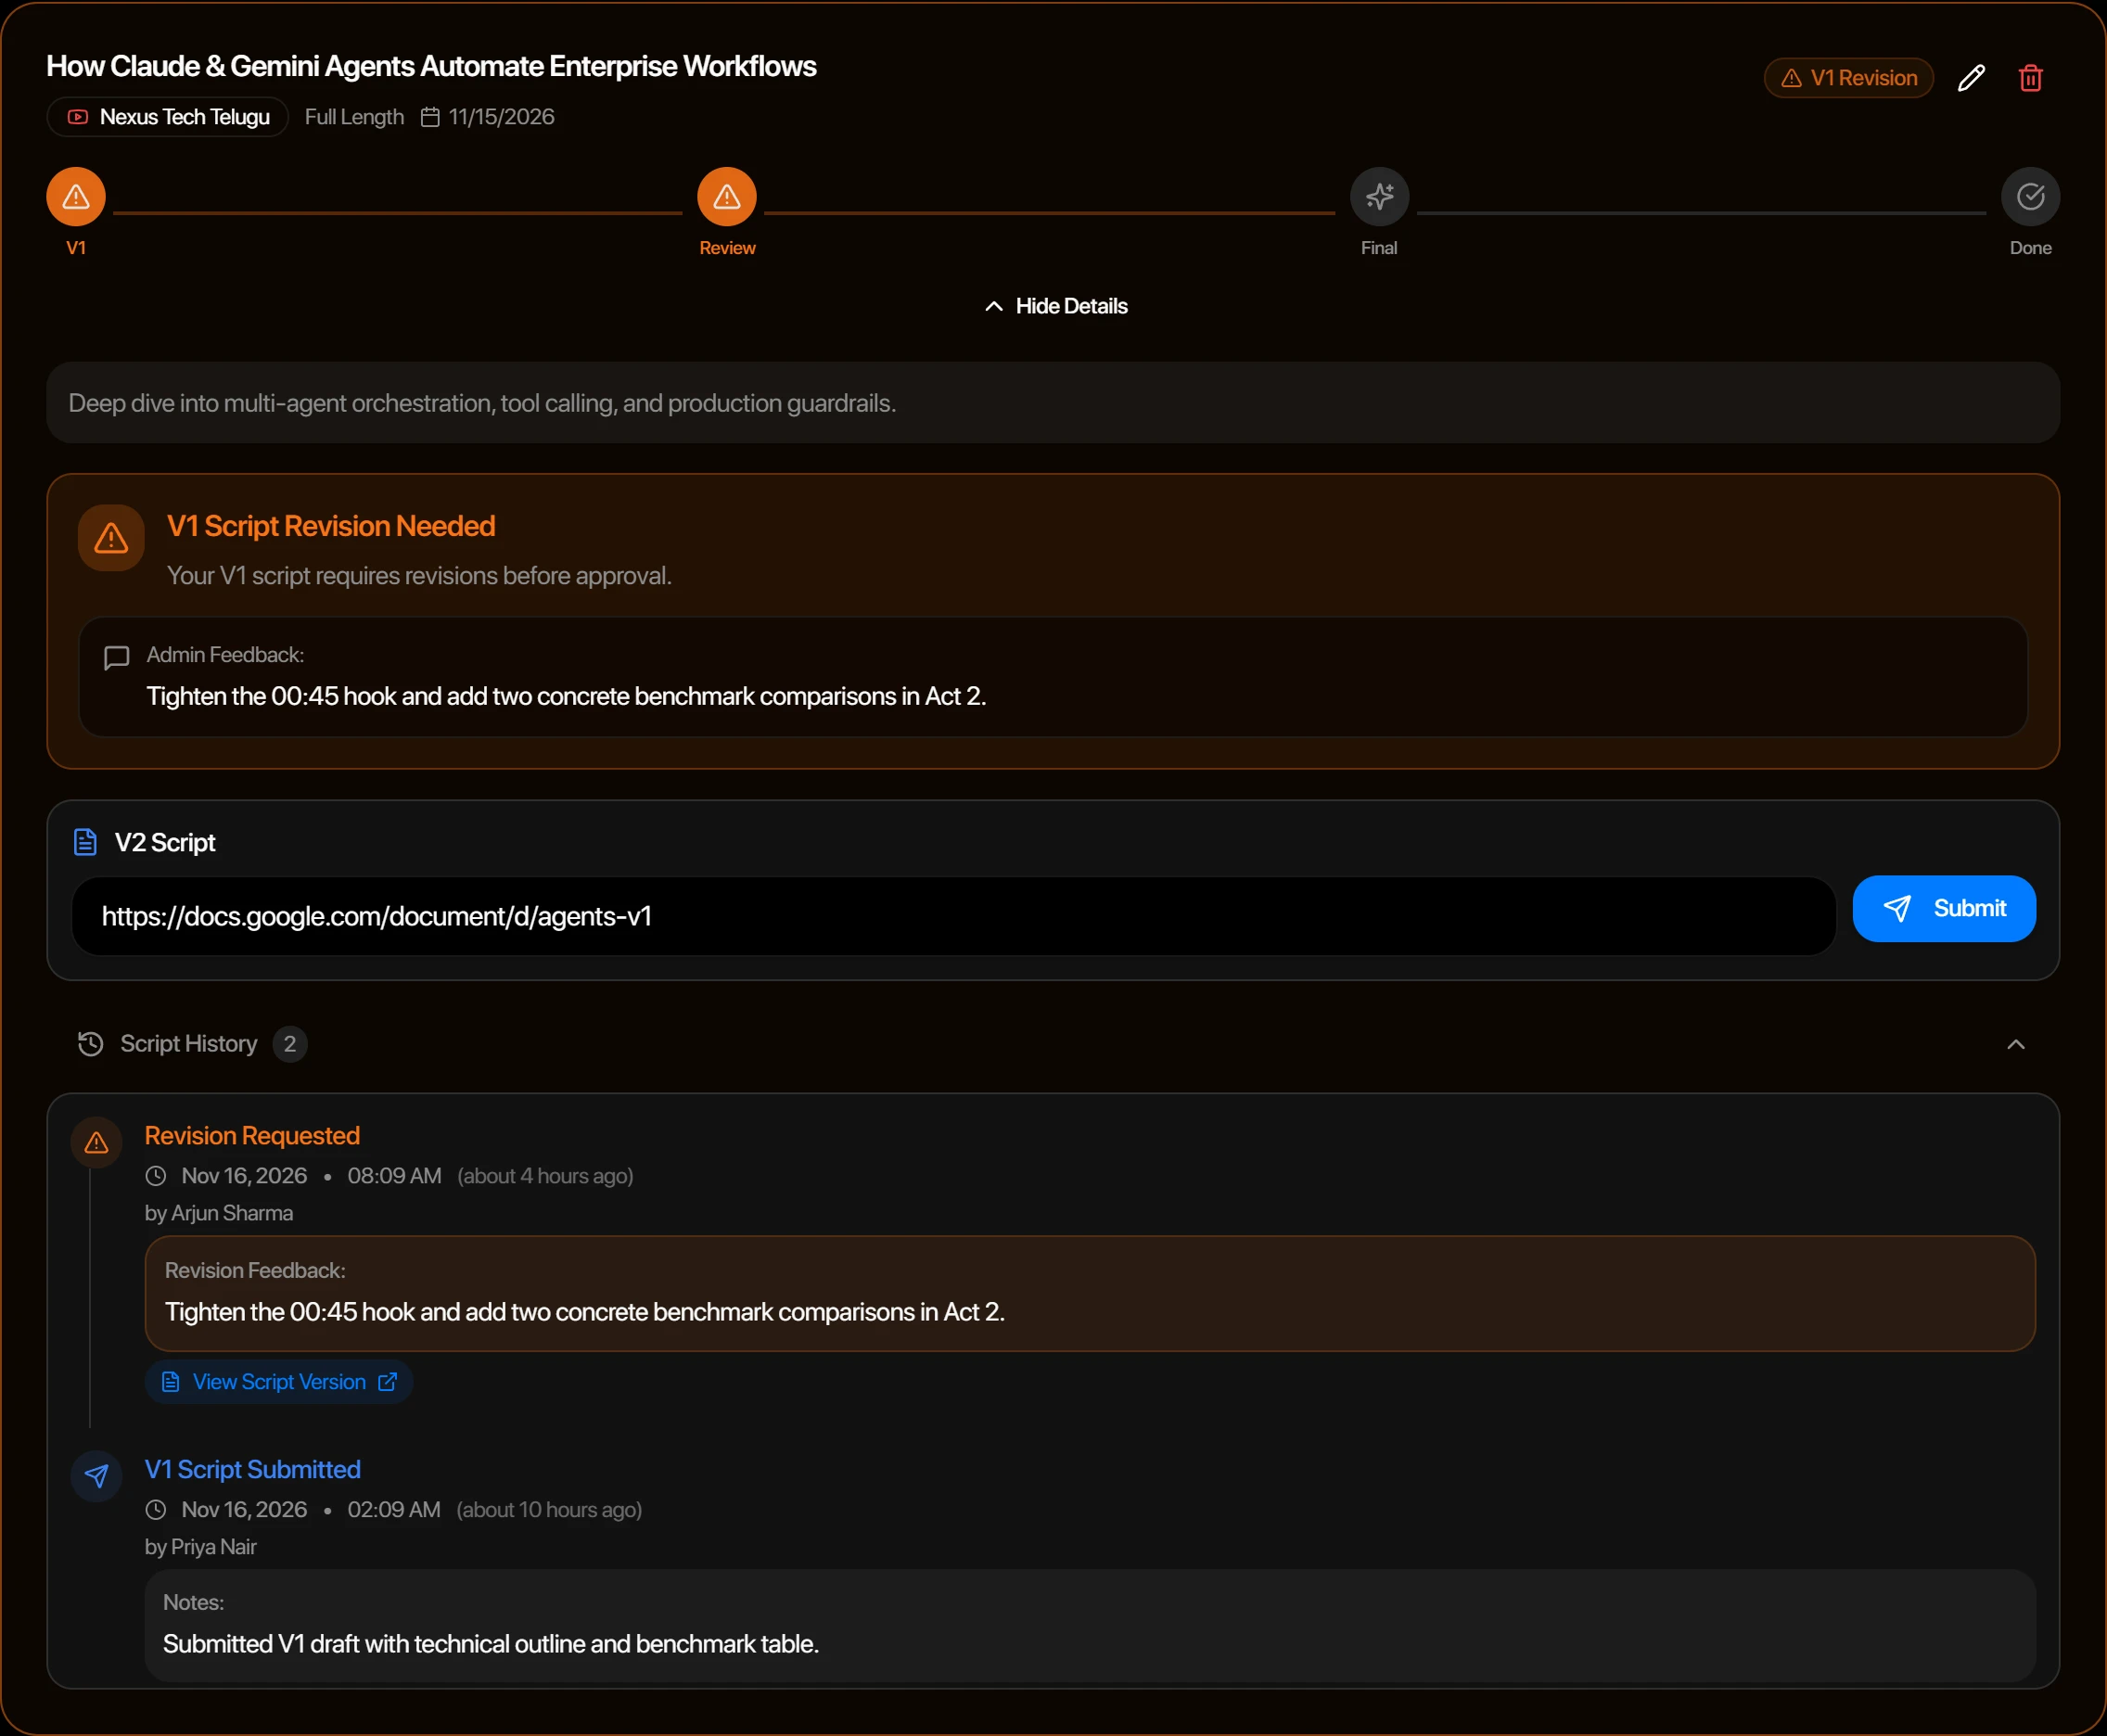 How Claude & Gemini Agents Automate Enterprise Workflows
V1 Revision
Nexus Tech Telugu
Full Length
11/15/2026
V1
Review
Final
Done
Hide Details
Deep dive into multi-agent orchestration, tool calling, and production guardrails.
V1 Script Revision Needed
Your V1 script requires revisions before approval.
Admin Feedback:
Tighten the 00:45 hook and add two concrete benchmark comparisons in Act 2.
V2 Script
https://docs.google.com/document/d/agents-v1
Submit
Script History 2
Revision Requested
Nov 16, 2026 • 08:09 AM (about 4 hours ago)
by Arjun Sharma
Revision Feedback:
Tighten the 00:45 hook and add two concrete benchmark comparisons in Act 2.
View Script Version
V1 Script Submitted
Nov 16, 2026 • 02:09 AM (about 10 hours ago)
by Priya Nair
Notes:
Submitted V1 draft with technical outline and benchmark table.